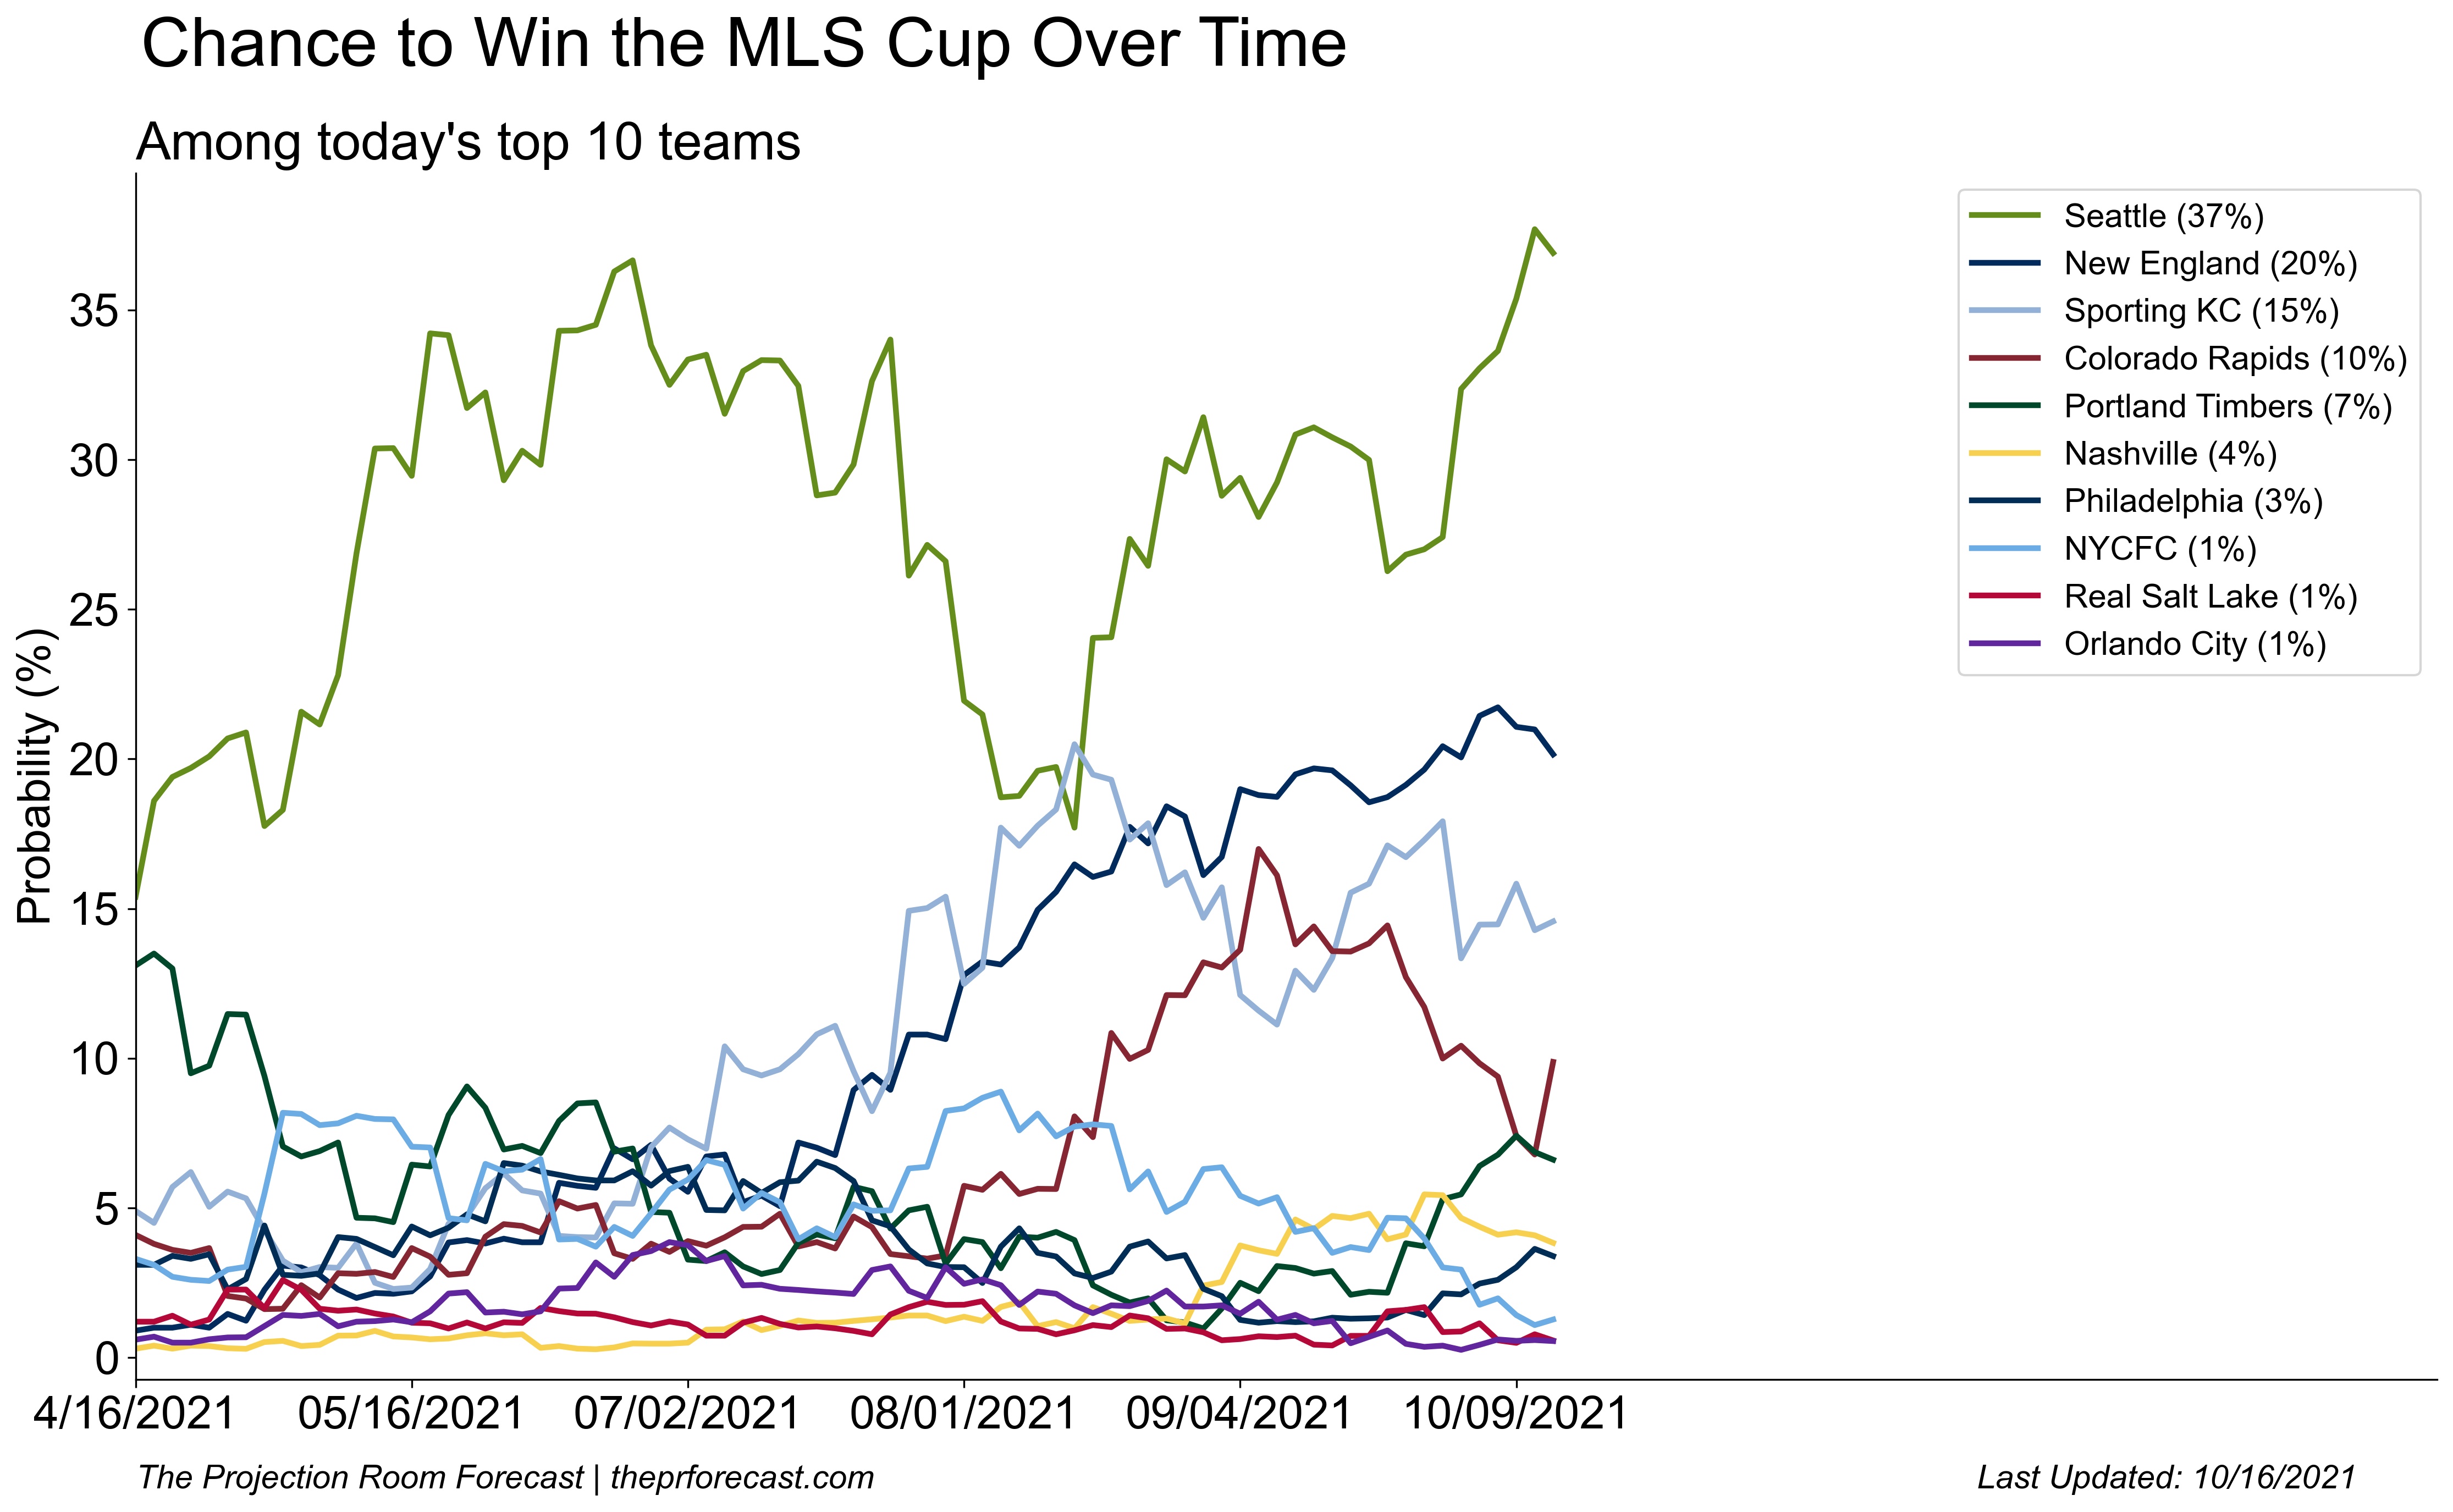 Chance to Win the MLS Cup Over Time
Among today's top 10 teams
Seattle (37%)
New England (20%)
Sporting KC (15%)
Colorado Rapids (10%)
Portland Timbers (7%)
Nashville (4%)
Philadelphia (3%)
NYCFC (1%)
Real Salt Lake (1%)
Orlando City (1%)
Probability (%)
35
30
25
20
15
10
5
0
4/16/2021 05/16/2021 07/02/2021 08/01/2021 09/04/2021 10/09/2021
The Projection Room Forecast | theprforecast.com
Last Updated: 10/16/2021